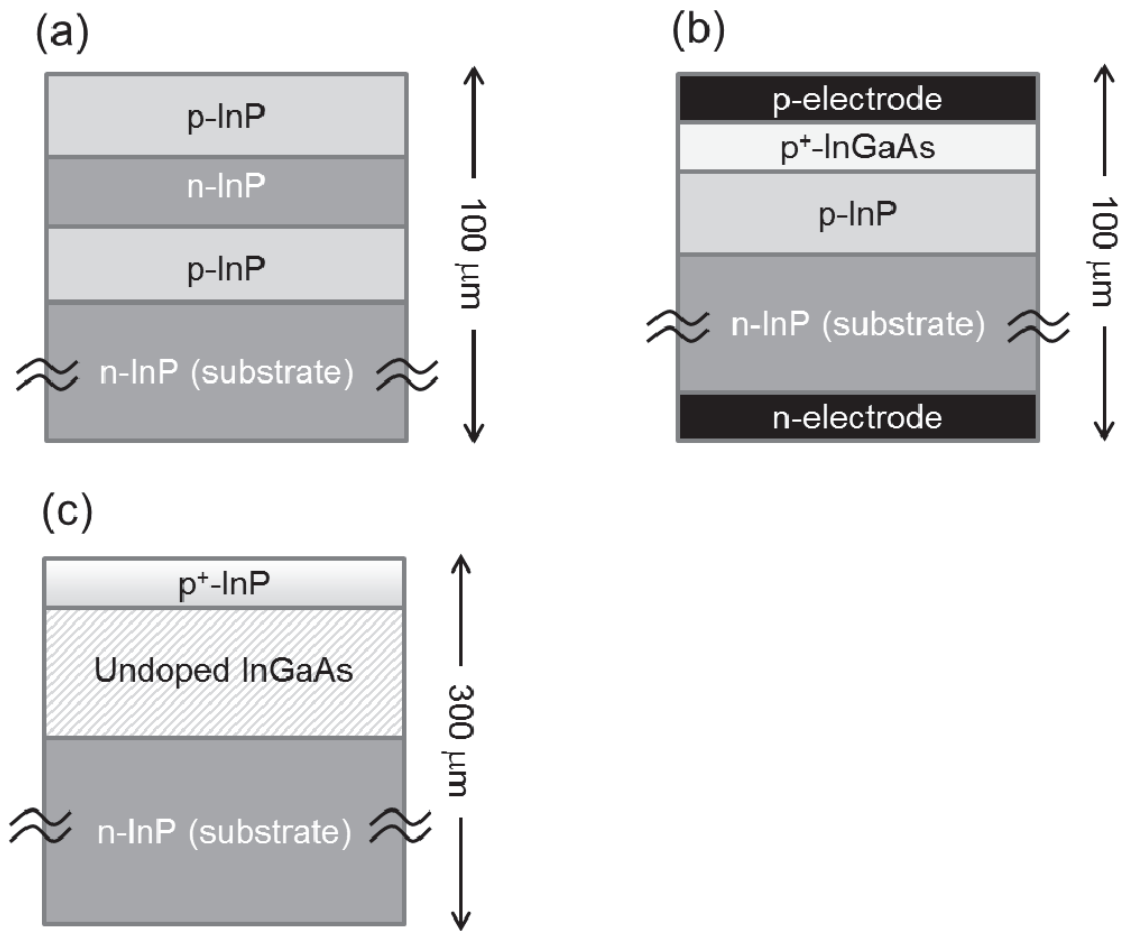 (a)
p-InP
n-InP
p-InP
n-InP (substrate)
100 μm
(b)
p-electrode
p⁺-InGaAs
p-InP
n-InP (substrate)
n-electrode
100 μm
(c)
p⁺-InP
Undoped InGaAs
n-InP (substrate)
300 μm